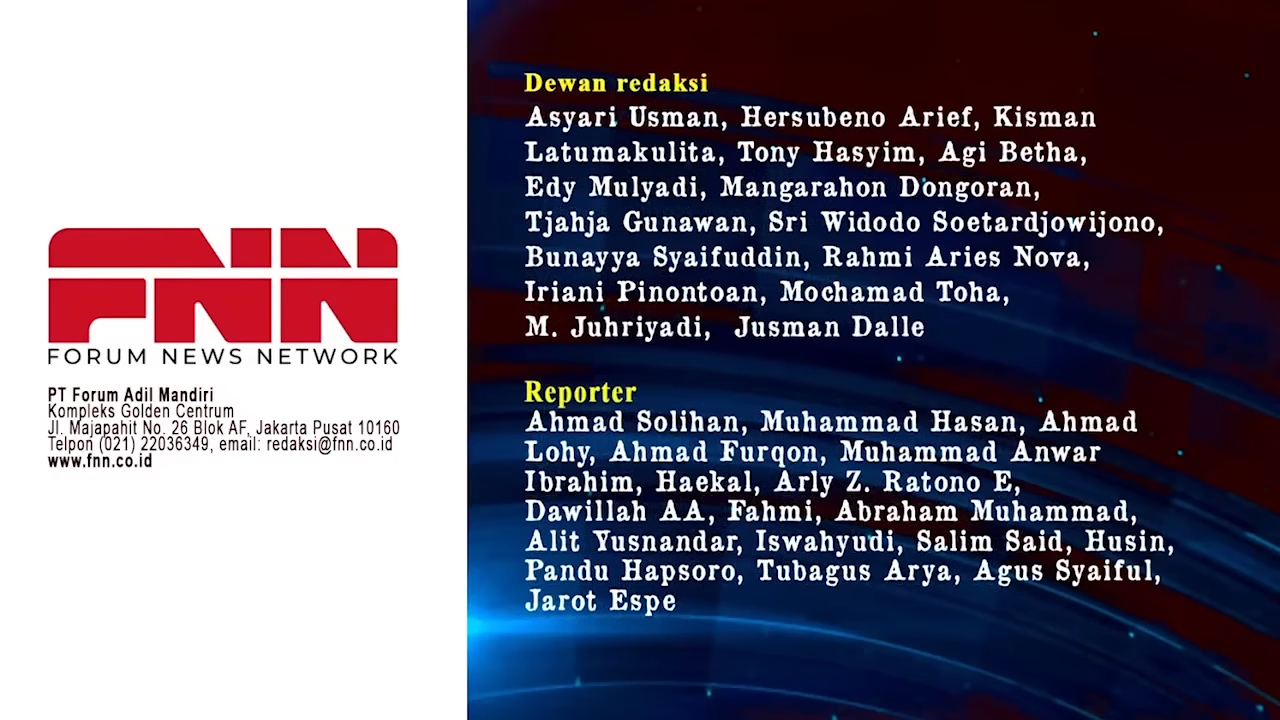 FNN
FORUM NEWS NETWORK
PT Forum Adil Mandiri
Kompleks Golden Centrum
Jl. Majapahit No. 26 Blok AF, Jakarta Pusat 10160
Telpon (021) 22036349, email: redaksi@fnn.co.id
www.fnn.co.id
Dewan redaksi
Asyari Usman, Hersubeno Arief, Kisman
Latumakulita, Tony Hasyim, Agi Betha,
Edy Mulyadi, Mangarahon Dongoran,
Tjahja Gunawan, Sri Widodo Soetardjowijono,
Bunayya Syaifuddin, Rahmi Aries Nova,
Iriani Pinontoan, Mochamad Toha,
M. Juhriyadi, Jusman Dalle
Reporter
Ahmad Solihan, Muhammad Hasan, Ahmad
Lohy, Ahmad Furqon, Muhammad Anwar
Ibrahim, Haekal, Arly Z. Ratono E,
Dawillah AA, Fahmi, Abraham Muhammad,
Alit Yusnandar, Iswahyudi, Salim Said, Husin,
Pandu Hapsoro, Tubagus Arya, Agus Syaiful,
Jarot Espe